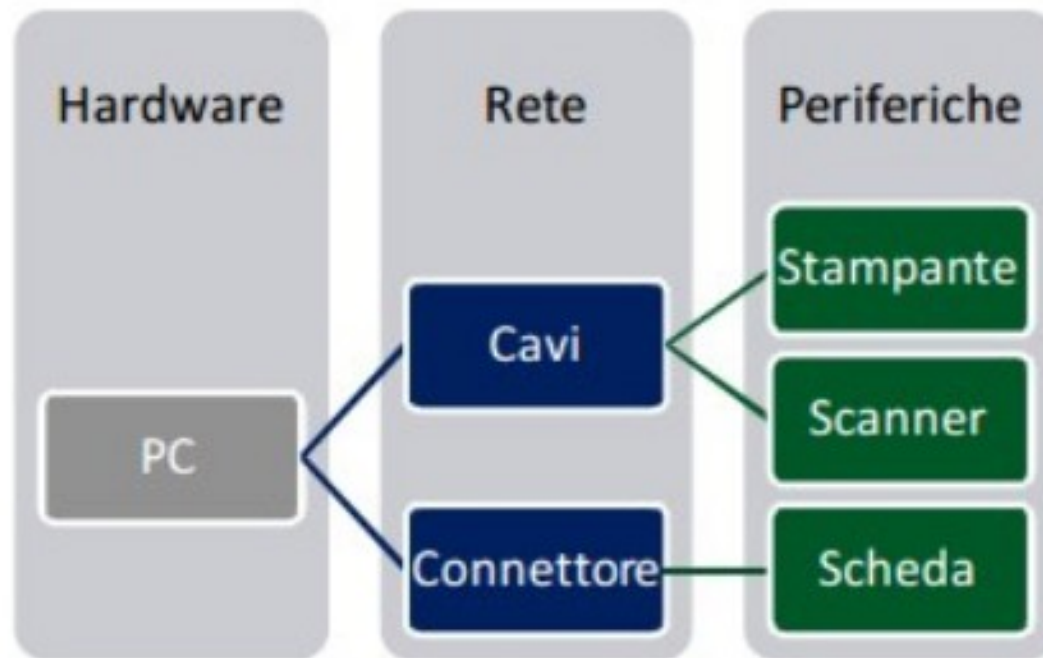 Hardware
Rete
Periferiche
Stampante
Cavi
Scanner
PC
Connettore
Scheda